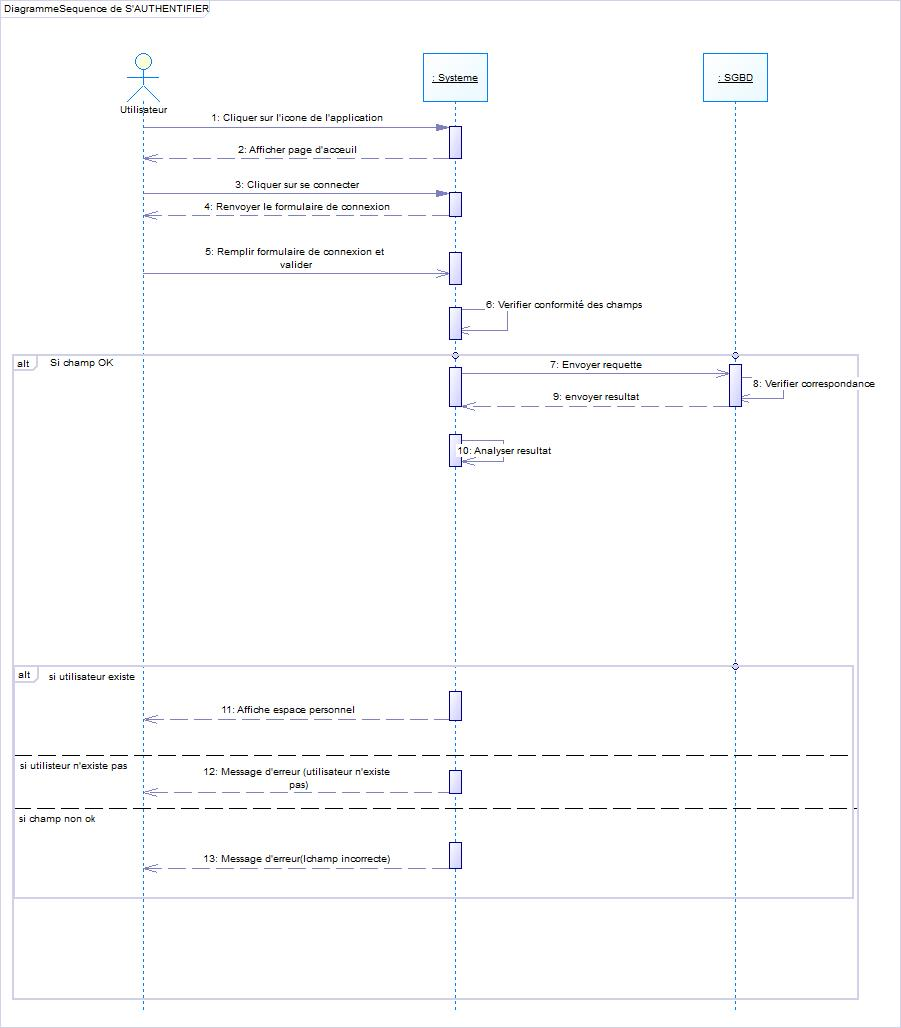 DiagrammeSequence de S'AUTHENTIFIER
: Systeme
: SGBD
Utilisateur
1: Cliquer sur l'icone de l'application
2: Afficher page d'acceuil
3: Cliquer sur se connecter
4: Renvoyer le formulaire de connexion
5: Remplir formulaire de connexion et
valider
6: Verifier conformité des champs
alt
Si champ OK
7: Envoyer requette
8: Verifier correspondance
9: envoyer resultat
10: Analyser resultat
alt
si utilisateur existe
11: Affiche espace personnel
si utilisteur n'existe pas
12: Message d'erreur (utilisateur n'existe
pas)
si champ non ok
13: Message d'erreur(lchamp incorrecte)